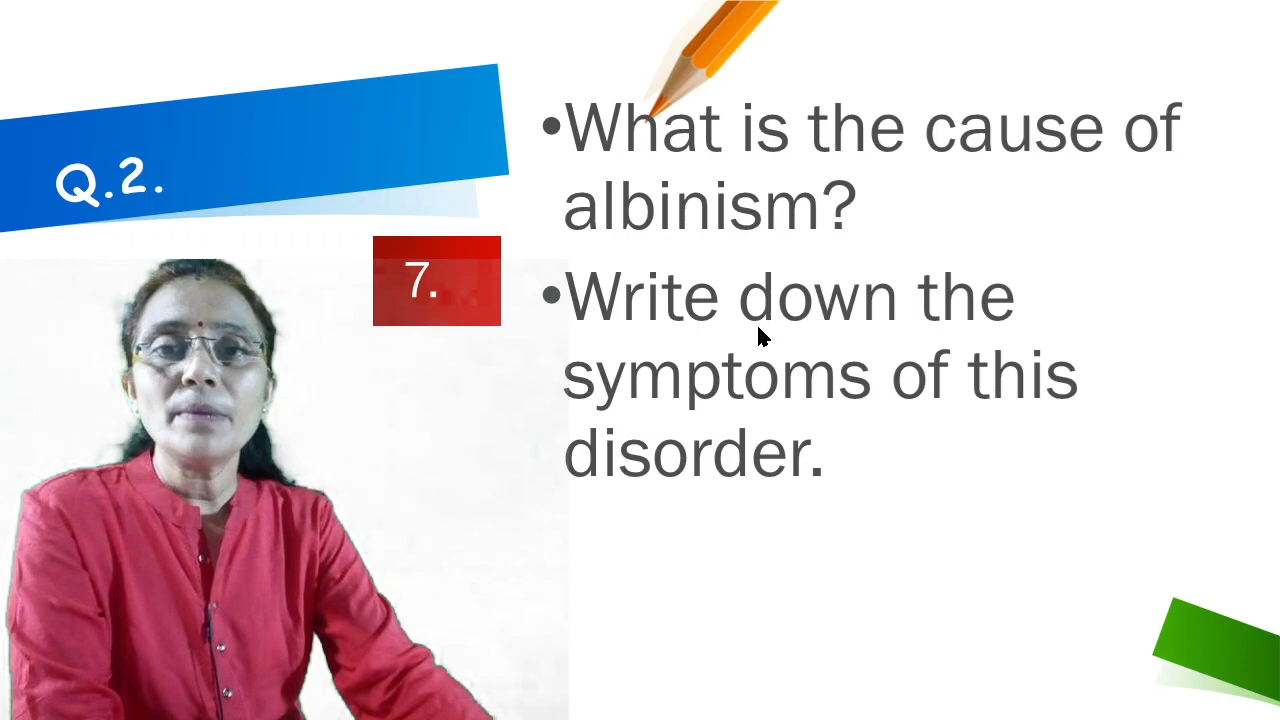 Q.2.
7.
•What is the cause of
albinism?
•Write down the
symptoms of this
disorder.